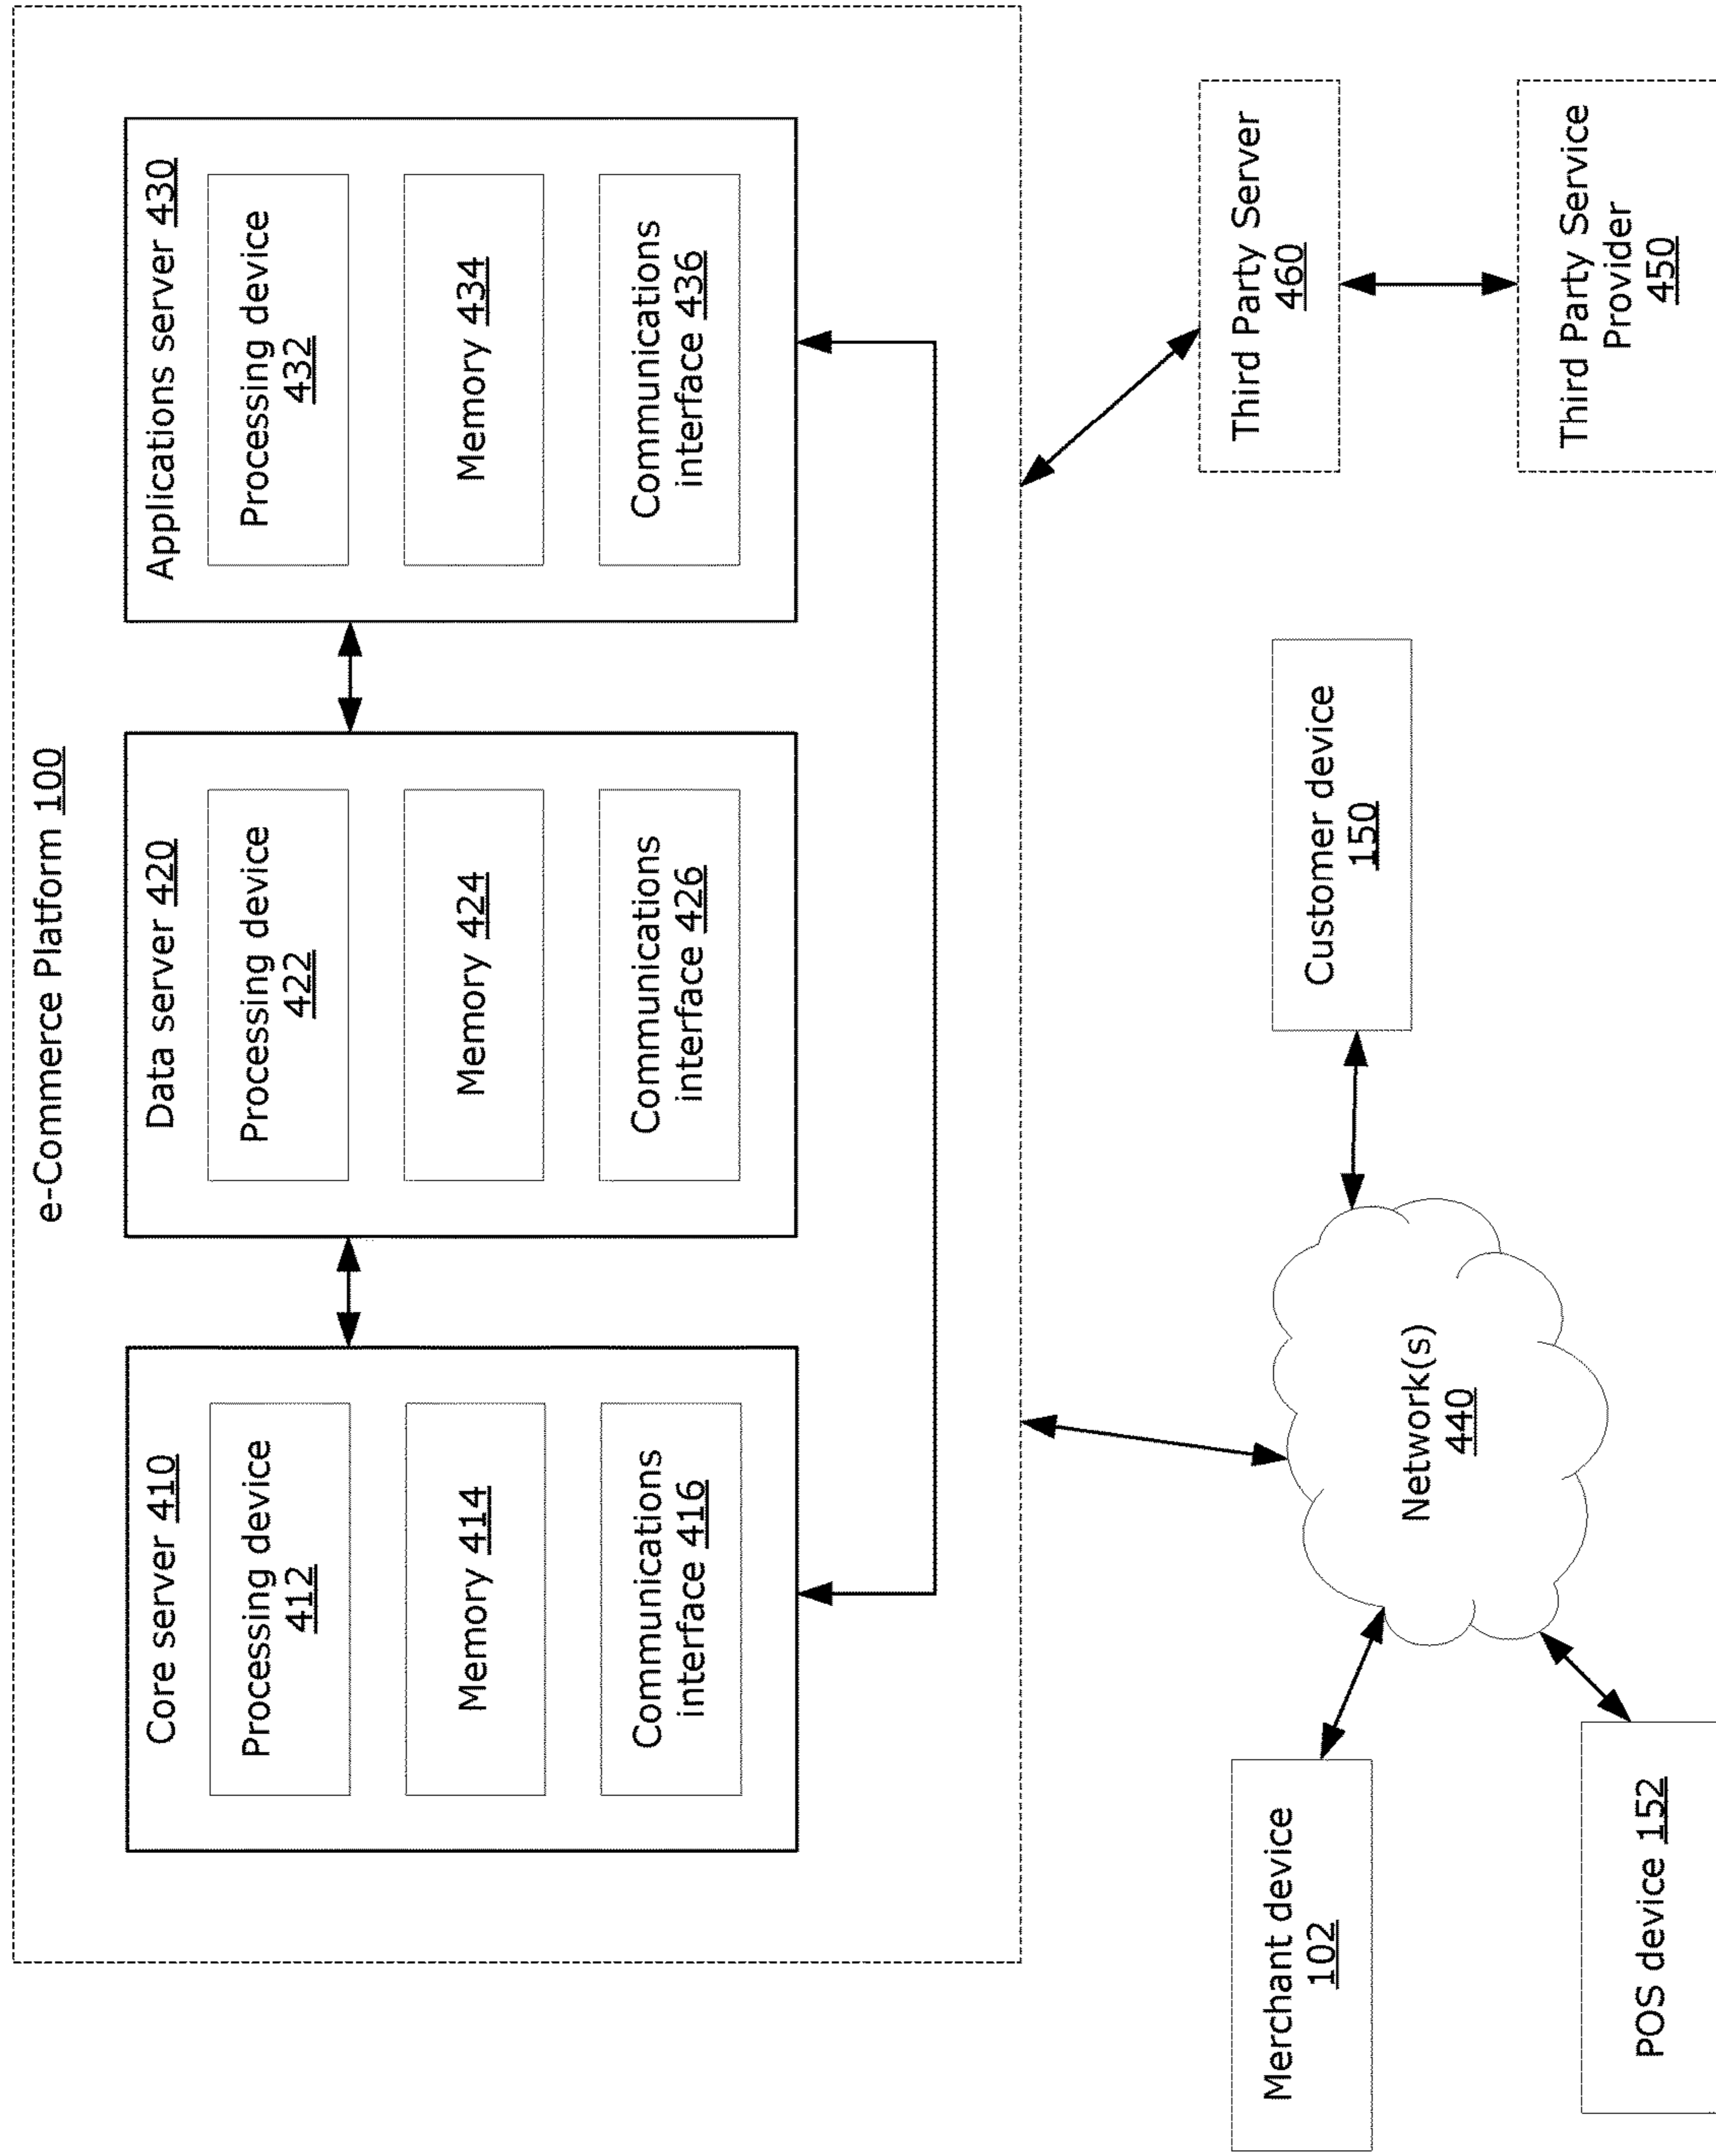 e-Commerce Platform 100
Core server 410
Processing device
412
Memory 414
Communications
interface 416
Data server 420
Processing device
422
Memory 424
Communications
interface 426
Applications server 430
Processing device
432
Memory 434
Communications
interface 436
Merchant device
102
POS device 152
Network(s)
440
Customer device
150
Third Party Server
460
Third Party Service
Provider
450